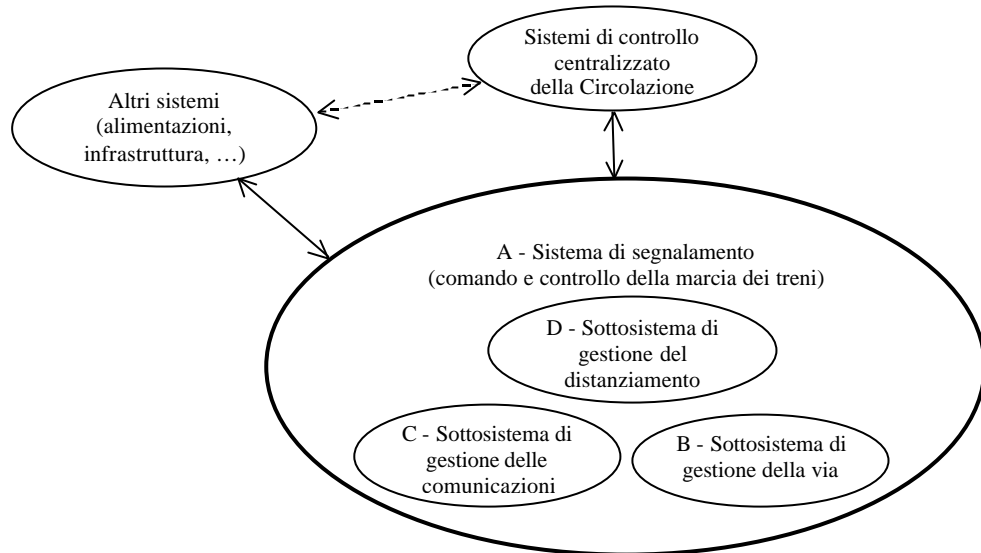 Sistemi di controllo
centralizzato
della Circolazione
Altri sistemi
(alimentazioni,
infrastruttura, …)
A - Sistema di segnalamento
(comando e controllo della marcia dei treni)
D - Sottosistema di
gestione del
distanziamento
C - Sottosistema di
gestione delle
comunicazioni
B - Sottosistema di
gestione della via